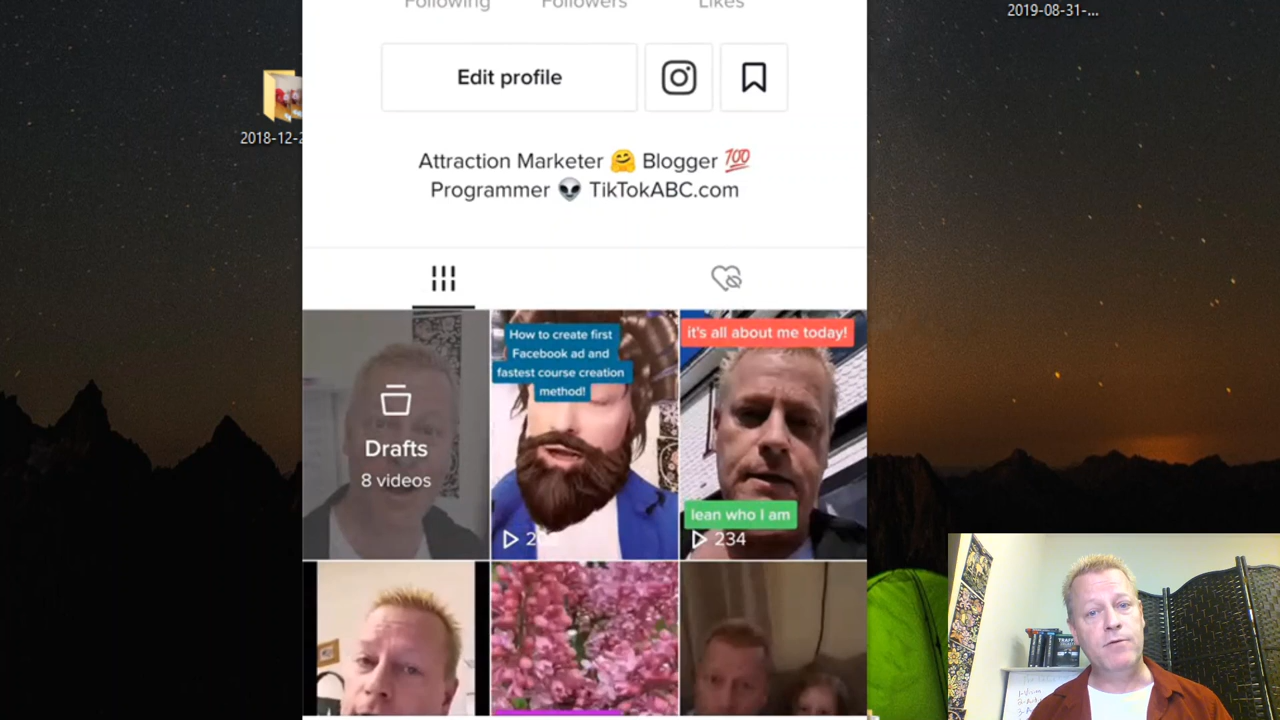 Following Followers Likes
2019-08-31-...
Edit profile
2018-12-2
Attraction Marketer 🤗 Blogger 💯
Programmer 👽 TikTokABC.com
How to create first
Facebook ad and
fastest course creation
method!
it's all about me today!
Drafts
8 videos
lean who I am
234
TRAFF